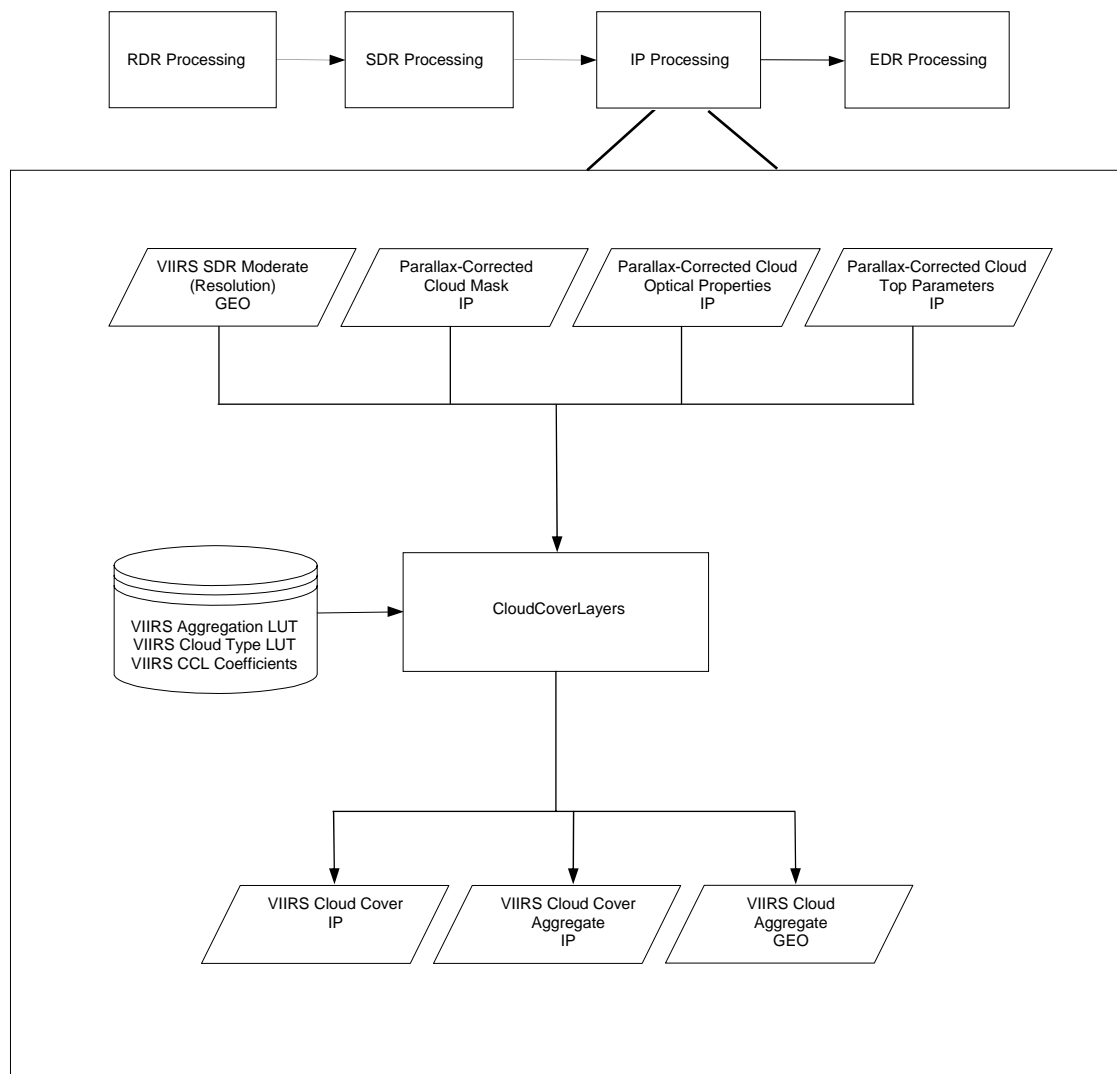 RDR Processing
SDR Processing
IP Processing
EDR Processing
VIIRS SDR Moderate
(Resolution)
GEO
Parallax-Corrected
Cloud Mask
IP
Parallax-Corrected Cloud
Optical Properties
IP
Parallax-Corrected Cloud
Top Parameters
IP
VIIRS Aggregation LUT
VIIRS Cloud Type LUT
VIIRS CCL Coefficients
CloudCoverLayers
VIIRS Cloud Cover
IP
VIIRS Cloud Cover
Aggregate
IP
VIIRS Cloud
Aggregate
GEO